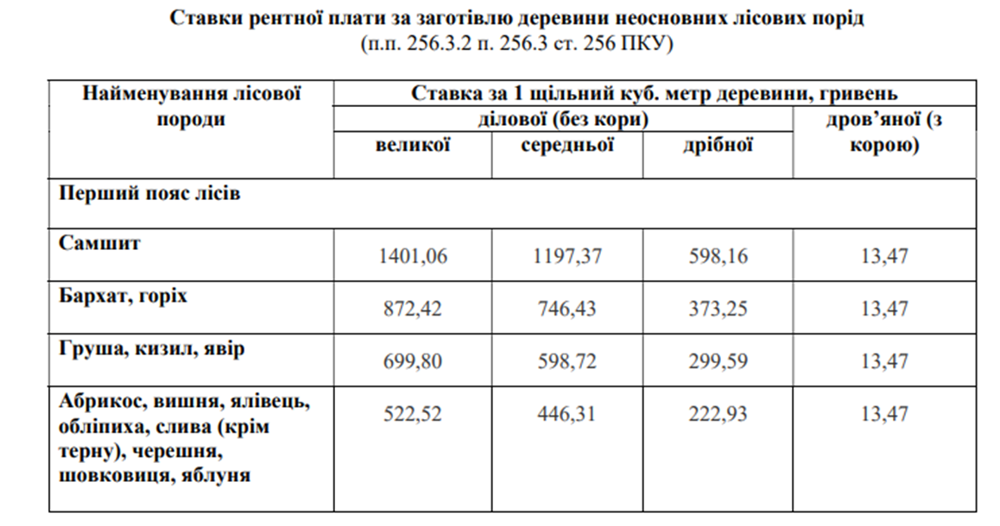 Ставки рентної плати за заготівлю деревини неосновних лісових порід
(п.п. 256.3.2 п. 256.3 ст. 256 ПКУ)
Найменування лісової
породи
Ставка за 1 щільний куб. метр деревини, гривень
ділової (без кори)
дров’яної (з
корою)
великої середньої дрібної
Перший пояс лісів
Самшит 1401,06 1197,37 598,16 13,47
Бархат, горіх 872,42 746,43 373,25 13,47
Груша, кизил, явір 699,80 598,72 299,59 13,47
Абрикос, вишня, ялівець,
обліпиха, слива (крім
терну), черешня,
шовковиця, яблуня
522,52 446,31 222,93 13,47